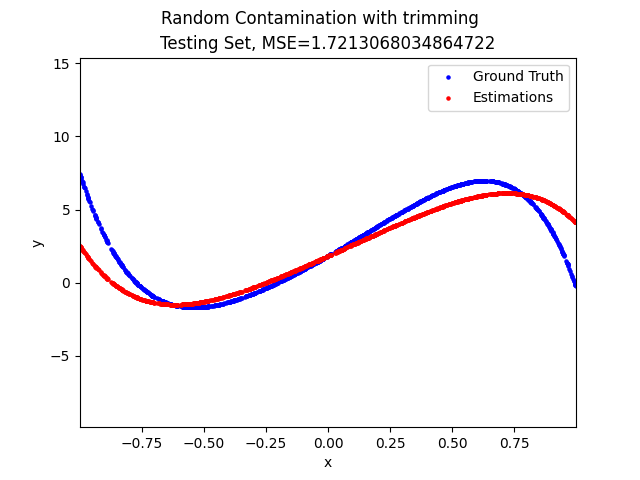 Random Contamination with trimming
Testing Set, MSE=1.7213068034864722
Ground Truth
Estimations
15
10
5
0
−5
y
−0.75 −0.50 −0.25 0.00 0.25 0.50 0.75
x